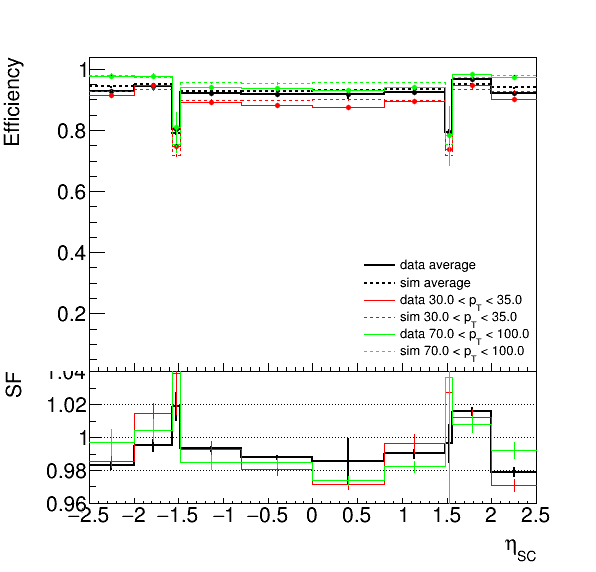 Efficiency
1
0.8
0.6
0.4
0.2
data average
sim average
data 30.0 < p_T < 35.0
sim 30.0 < p_T < 35.0
data 70.0 < p_T < 100.0
sim 70.0 < p_T < 100.0
SF
1.04
1.02
1
0.98
0.96
−2.5 −2 −1.5 −1 −0.5 0 0.5 1 1.5 2 2.5
η_SC